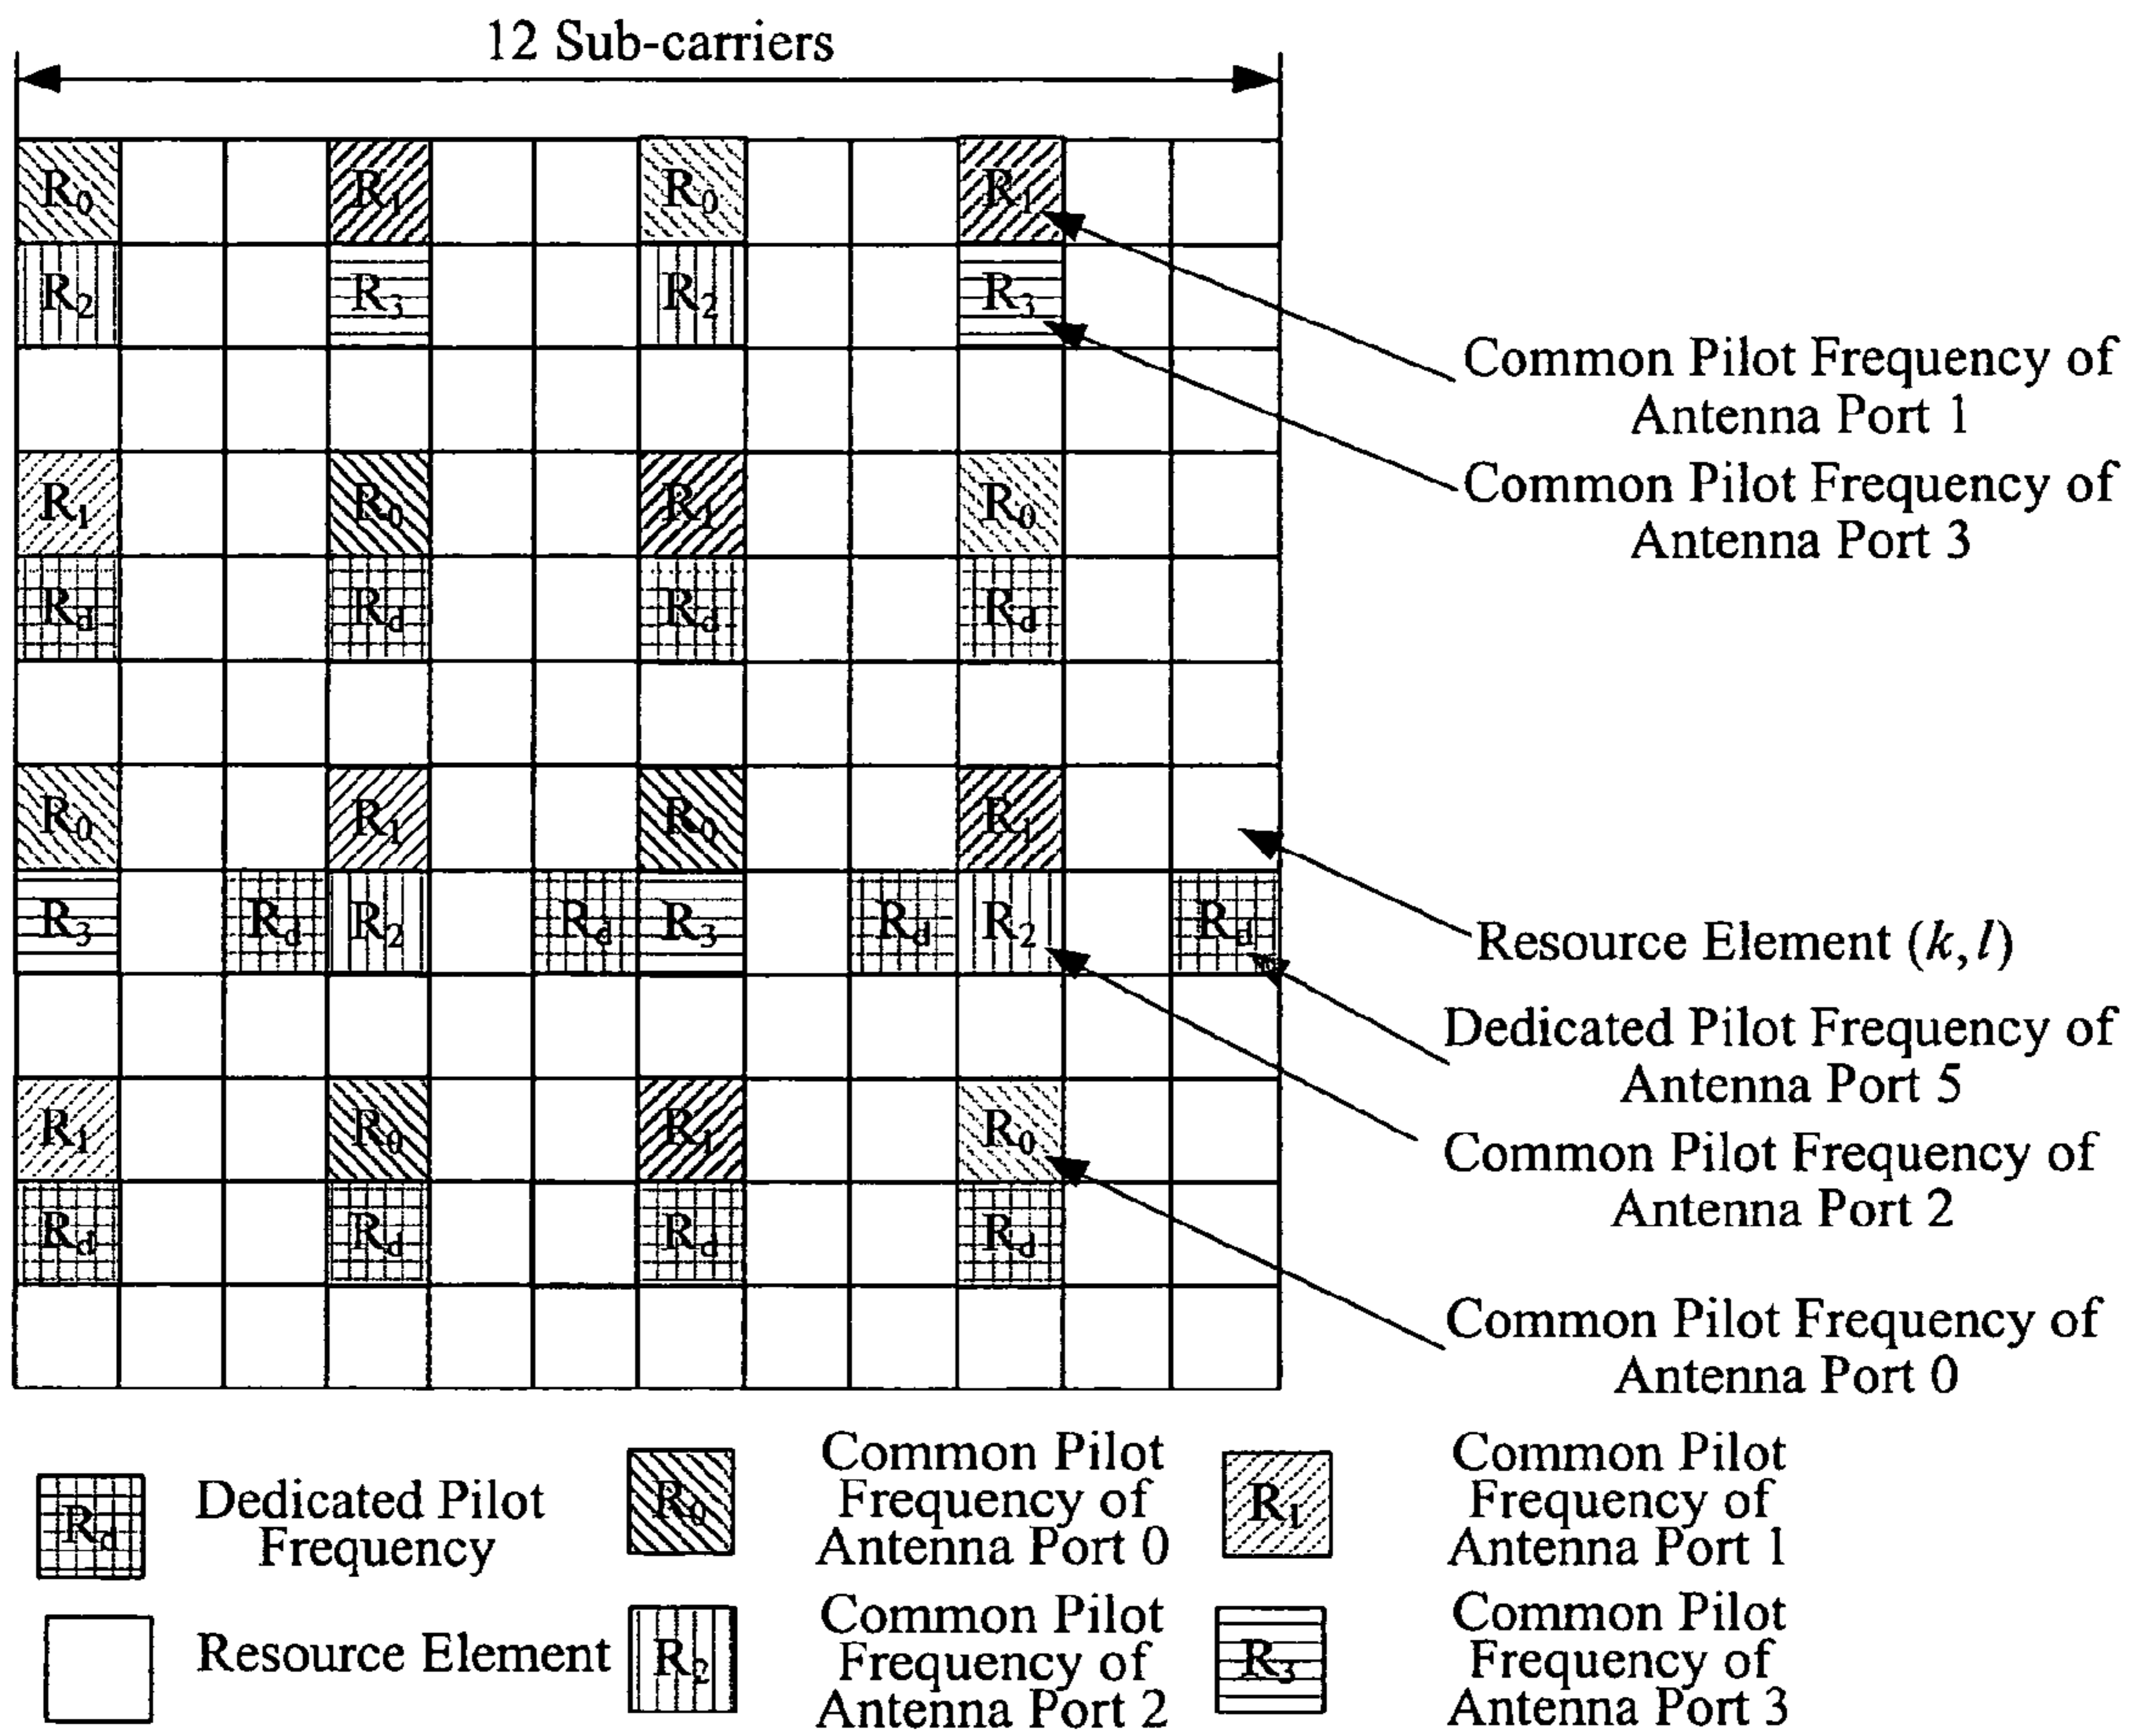 12 Sub-carriers
R0 R1 R0 R1
R2 R3 R2 R3
Common Pilot Frequency of
Antenna Port 1
R1 R0 R1 R0
Common Pilot Frequency of
Antenna Port 3
Rd Rd Rd Rd
R0 R1 R0 R1
R3 Rd R2 Rd R3 Rd R2 Rd
Resource Element (k,l)
Dedicated Pilot Frequency of
Antenna Port 5
R1 R0 R1 R0
Common Pilot Frequency of
Antenna Port 2
Rd Rd Rd Rd
Common Pilot Frequency of
Antenna Port 0
Rd
Dedicated Pilot
Frequency
R0
Common Pilot
Frequency of
Antenna Port 0
R1
Common Pilot
Frequency of
Antenna Port 1
Resource Element
R2
Common Pilot
Frequency of
Antenna Port 2
R3
Common Pilot
Frequency of
Antenna Port 3